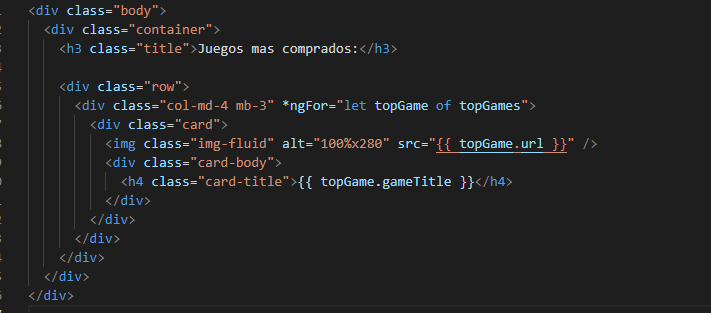 <div class="body">
<div class="container">
<h3 class="title">Juegos mas comprados:</h3>
<div class="row">
<div class="col-md-4 mb-3" *ngFor="let topGame of topGames">
<div class="card">
<img class="img-fluid" alt="100%x280" src="{{ topGame.url }}" />
<div class="card-body">
<h4 class="card-title">{{ topGame.gameTitle }}</h4>
</div>
</div>
</div>
</div>
</div>
</div>